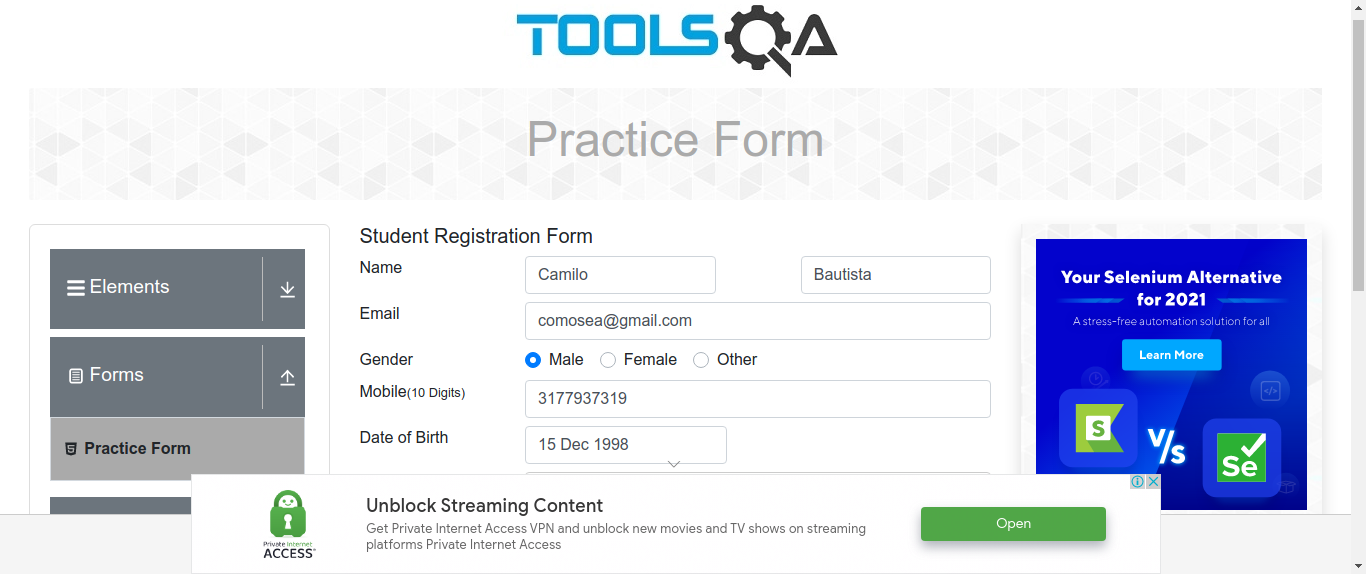 TOOLSQA
Practice Form
Elements
Forms
Practice Form
Student Registration Form
Name
Camilo
Bautista
Email
comosea@gmail.com
Gender
Male
Female
Other
Mobile(10 Digits)
3177937319
Date of Birth
15 Dec 1998
Your Selenium Alternative
for 2021
A stress-free automation solution for all
Learn More
S
V/s
Se
Private Internet
ACCESS®
Unblock Streaming Content
Get Private Internet Access VPN and unblock new movies and TV shows on streaming
platforms Private Internet Access
Open